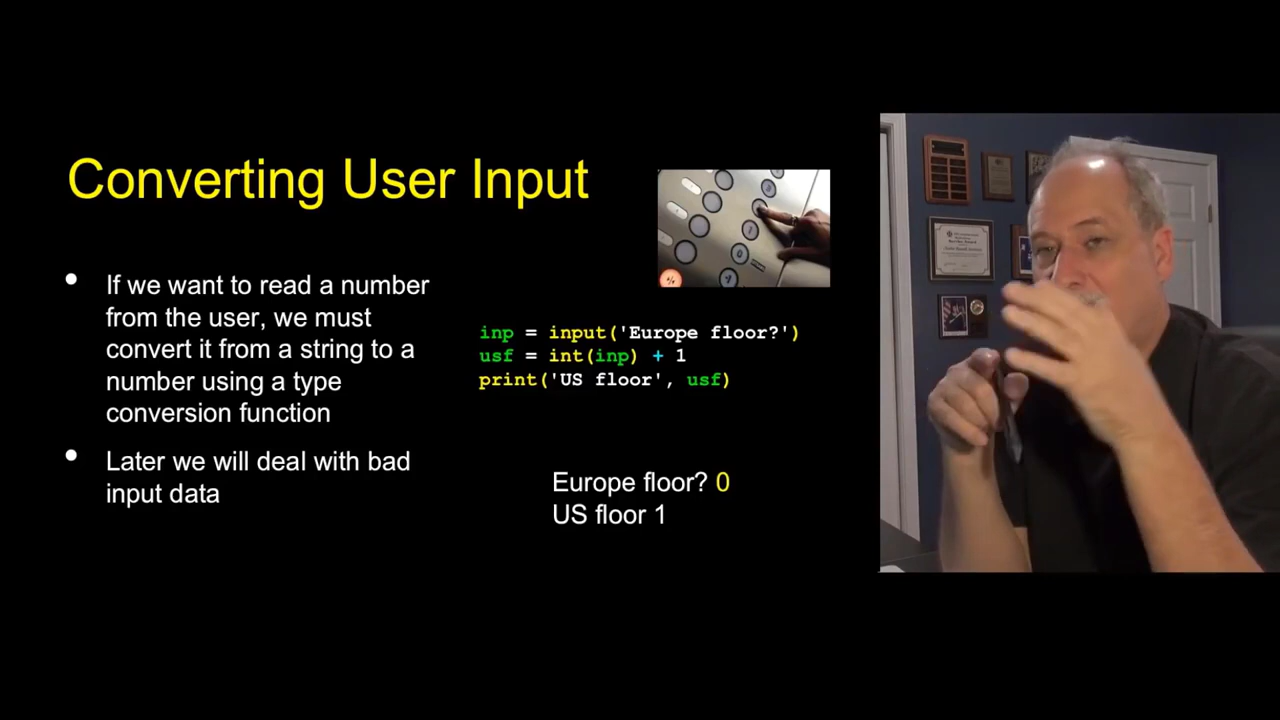 Converting User Input
If we want to read a number
from the user, we must
convert it from a string to a
number using a type
conversion function
Later we will deal with bad
input data
inp = input('Europe floor?')
usf = int(inp) + 1
print('US floor', usf)
Europe floor? 0
US floor 1